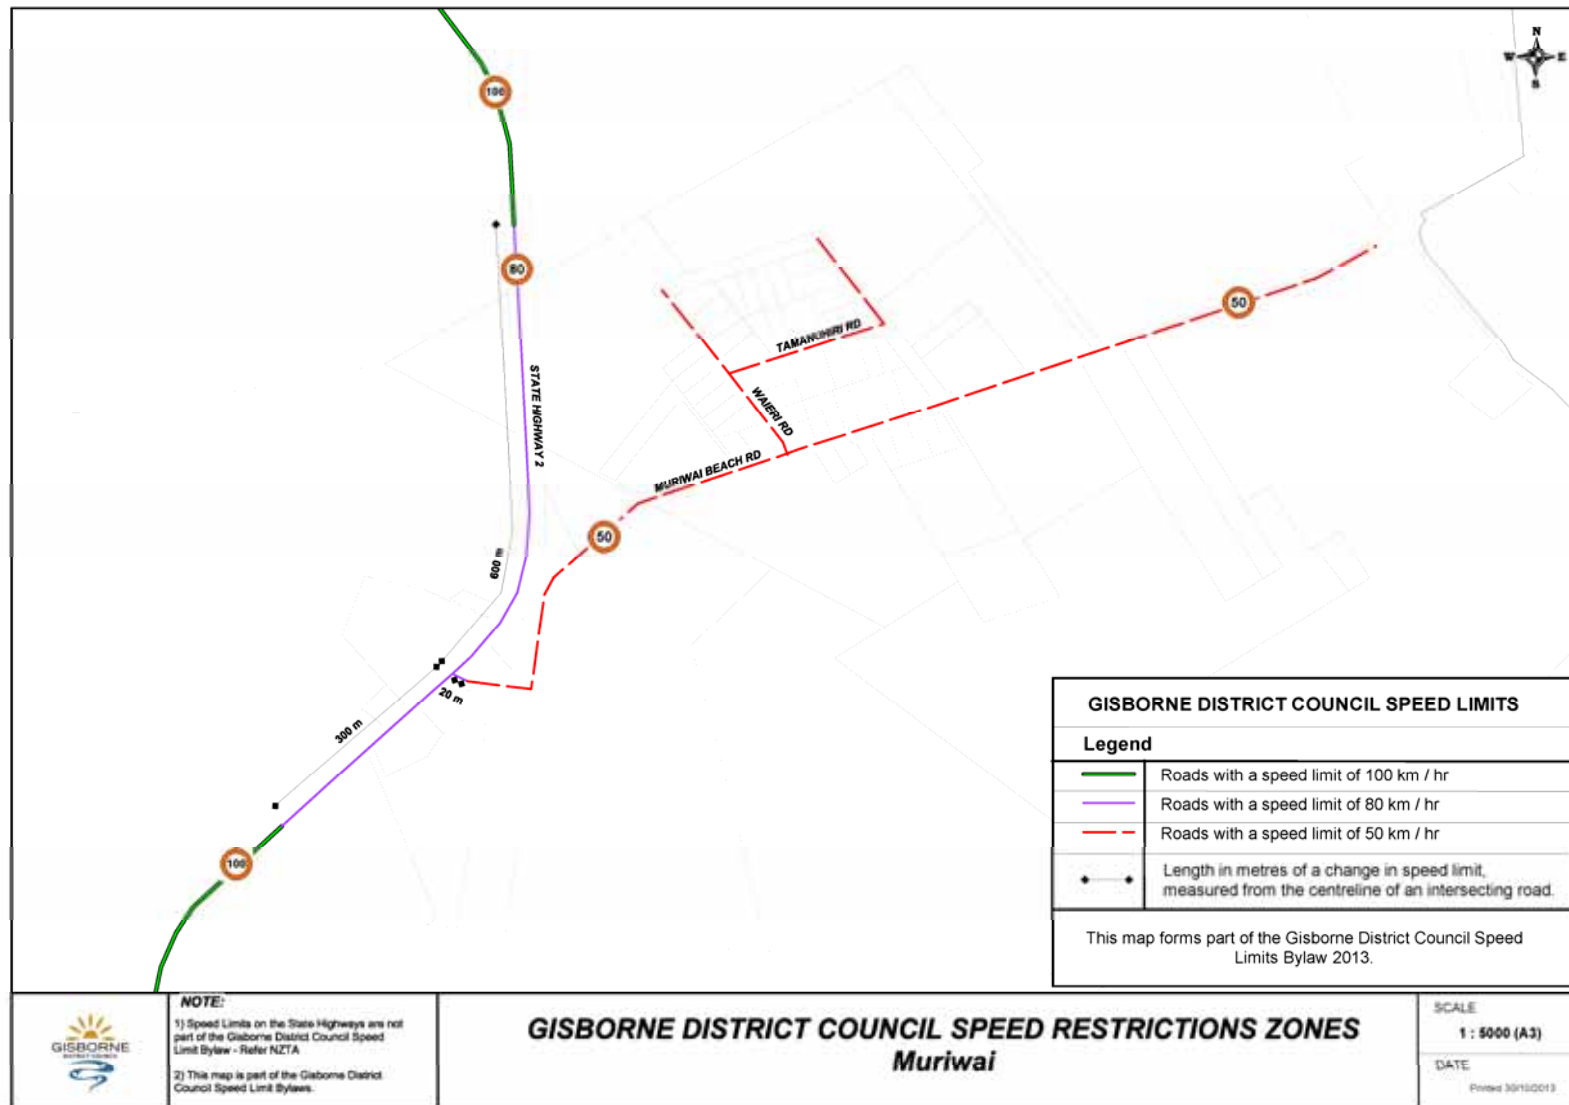 N
W E
S
100
80
STATE HIGHWAY 2
TAMANUHIRI RD
WAIERI RD
MURIWAI BEACH RD
50
50
600 m
20 m
300 m
100
GISBORNE DISTRICT COUNCIL SPEED LIMITS
Legend
Roads with a speed limit of 100 km / hr
Roads with a speed limit of 80 km / hr
Roads with a speed limit of 50 km / hr
Length in metres of a change in speed limit,
measured from the centreline of an intersecting road.
This map forms part of the Gisborne District Council Speed
Limits Bylaw 2013.
GISBORNE
DISTRICT COUNCIL
NOTE:
1) Speed Limits on the State Highways are not
part of the Gisborne District Council Speed
Limit Bylaw - Refer NZTA
2) This map is part of the Gisborne District
Council Speed Limit Bylaws.
GISBORNE DISTRICT COUNCIL SPEED RESTRICTIONS ZONES
Muriwai
SCALE
1 : 5000 (A3)
DATE
Printed 30/10/2013